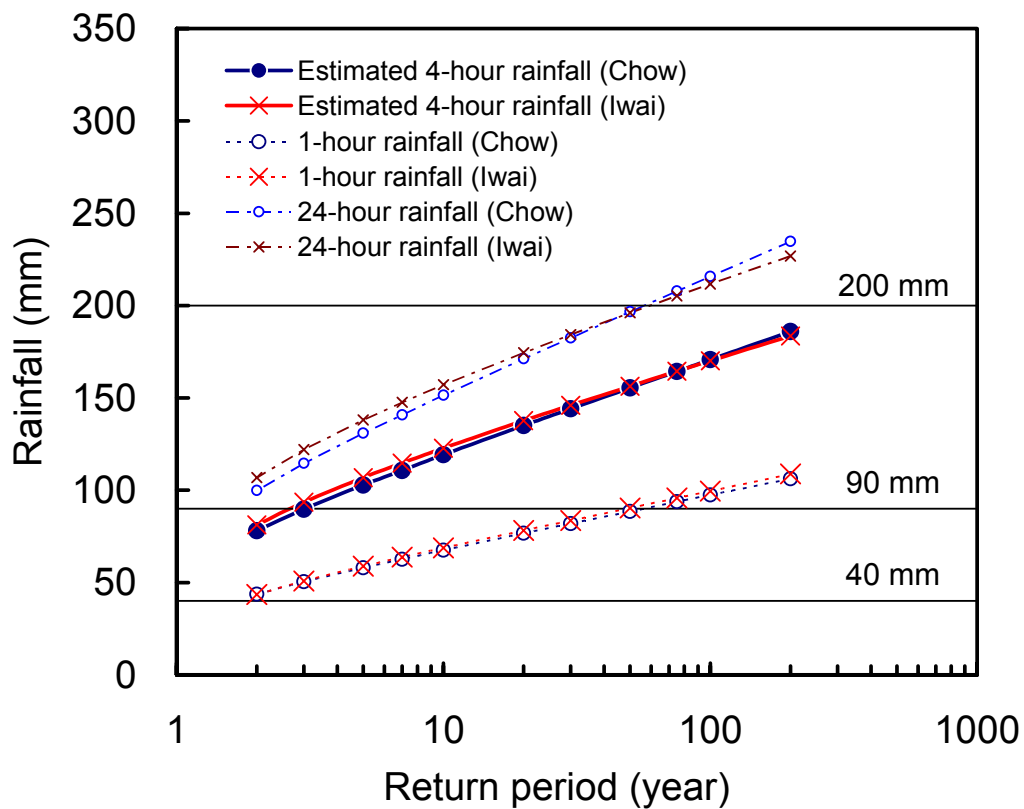 350
300
250
200
150
100
50
0
Rainfall (mm)
Estimated 4-hour rainfall (Chow)
Estimated 4-hour rainfall (Iwai)
1-hour rainfall (Chow)
1-hour rainfall (Iwai)
24-hour rainfall (Chow)
24-hour rainfall (Iwai)
200 mm
90 mm
40 mm
1
10
100
1000
Return period (year)